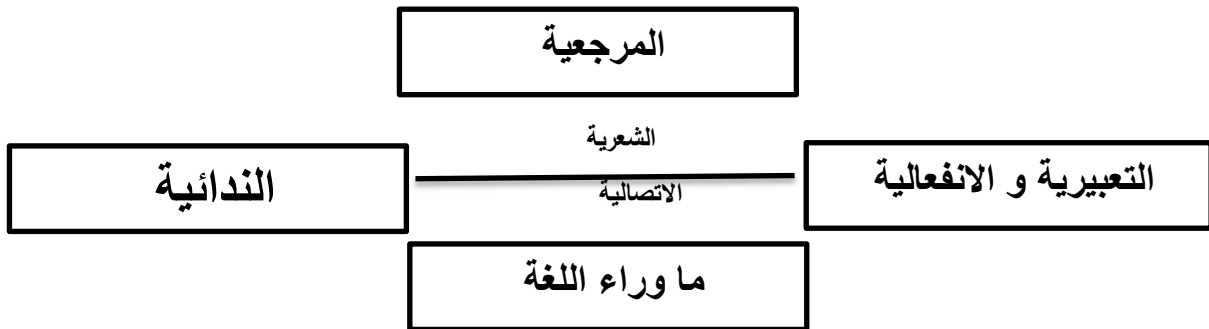 المرجعية
الشعرية
التعبيرية و الانفعالية
الندائية
الاتصالية
ما وراء اللغة